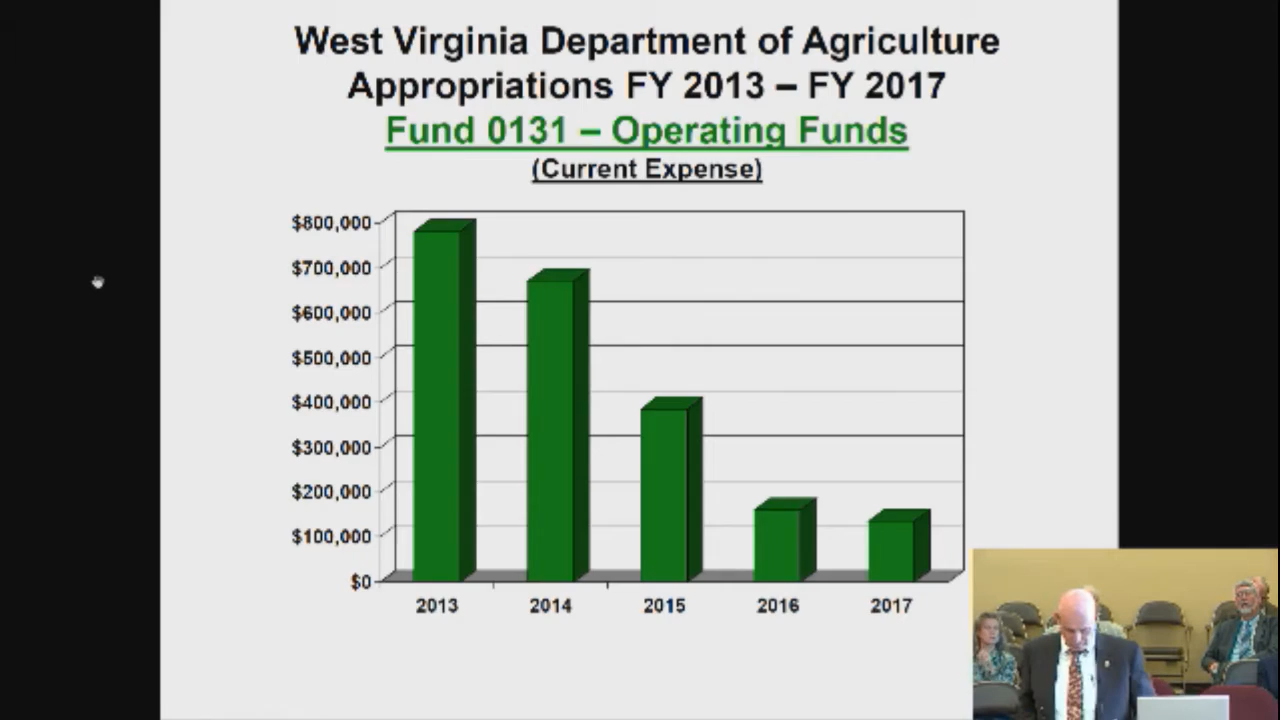 West Virginia Department of Agriculture
Appropriations FY 2013 – FY 2017
Fund 0131 – Operating Funds
(Current Expense)
$800,000
$700,000
$600,000
$500,000
$400,000
$300,000
$200,000
$100,000
$0
2013 2014 2015 2016 2017